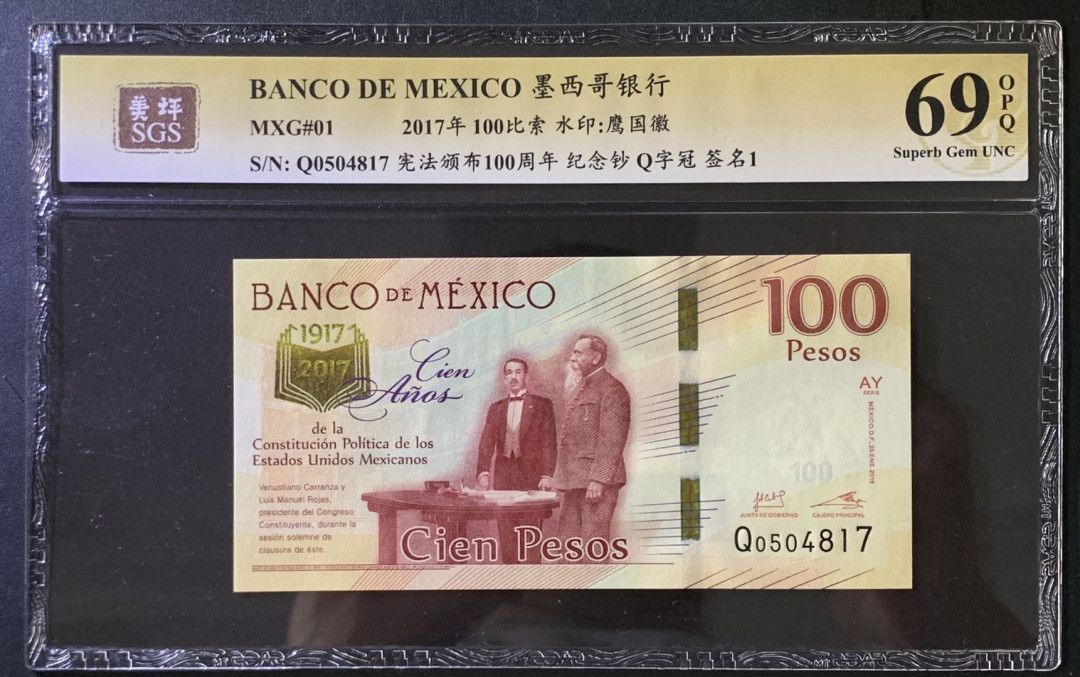 美评
SGS
BANCO DE MEXICO 墨西哥银行
MXG#01 2017年 100比索 水印:鹰国徽
S/N: Q0504817 宪法颁布100周年 纪念钞 Q字冠 签名1
69 OPQ
Superb Gem UNC
BANCO DE MÉXICO
1917
2017
Cien
Años
de la
Constitución Política de los
Estados Unidos Mexicanos
Venustiano Carranza y
Luis Manuel Rojas,
presidente del Congreso
Constituyente, durante la
sesión solemne de
clausura de éste.
Cien Pesos
100
Pesos
AY
SERIE
MÉXICO, D.F., 25 ENE. 2016
100
JUNTA DE GOBIERNO CAJERO PRINCIPAL
Q0504817